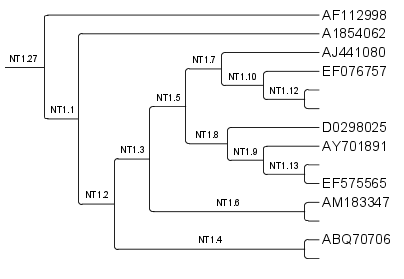 AF112998
A1854062
AJ441080
EF076757
D0298025
AY701891
EF575565
AM183347
ABQ70706
NT1.27
NT1.1
NT1.2
NT1.3
NT1.5
NT1.7
NT1.10
NT1.12
NT1.8
NT1.9
NT1.13
NT1.6
NT1.4